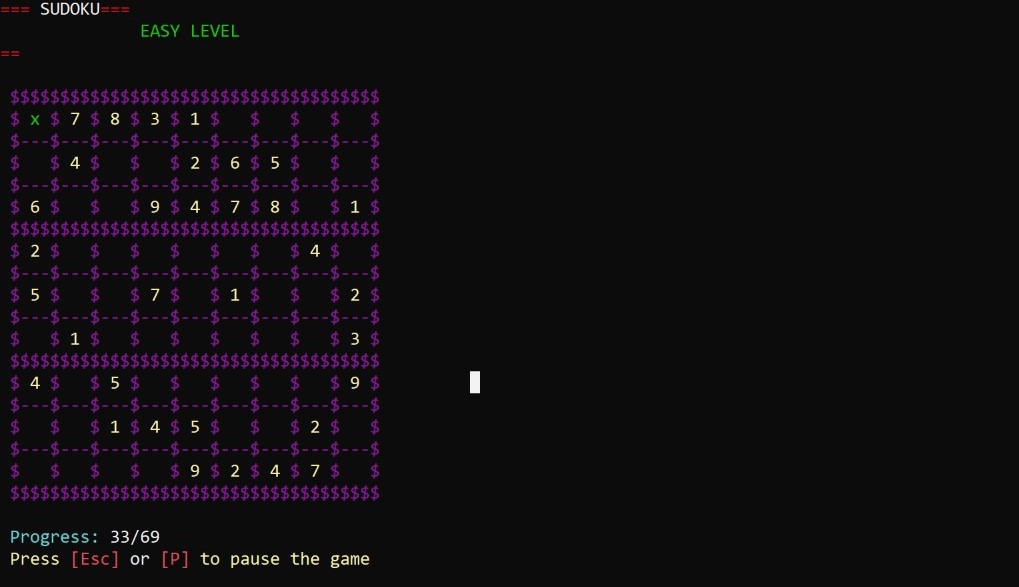 === SUDOKU===
EASY LEVEL
==
$$$$$$$$$$$$$$$$$$$$$$$$$$$$$$$$$$$$$
$ x $ 7 $ 8 $ 3 $ 1 $   $   $   $   $
$---$---$---$---$---$---$---$---$---$
$   $ 4 $   $   $ 2 $ 6 $ 5 $   $   $
$---$---$---$---$---$---$---$---$---$
$ 6 $   $   $ 9 $ 4 $ 7 $ 8 $   $ 1 $
$$$$$$$$$$$$$$$$$$$$$$$$$$$$$$$$$$$$$
$ 2 $   $   $   $   $   $   $ 4 $   $
$---$---$---$---$---$---$---$---$---$
$ 5 $   $   $ 7 $   $ 1 $   $   $ 2 $
$---$---$---$---$---$---$---$---$---$
$   $ 1 $   $   $   $   $   $   $ 3 $
$$$$$$$$$$$$$$$$$$$$$$$$$$$$$$$$$$$$$
$ 4 $   $ 5 $   $   $   $   $   $ 9 $
$---$---$---$---$---$---$---$---$---$
$   $   $ 1 $ 4 $ 5 $   $   $ 2 $   $
$---$---$---$---$---$---$---$---$---$
$   $   $   $   $ 9 $ 2 $ 4 $ 7 $   $
$$$$$$$$$$$$$$$$$$$$$$$$$$$$$$$$$$$$$
Progress: 33/69
Press [Esc] or [P] to pause the game